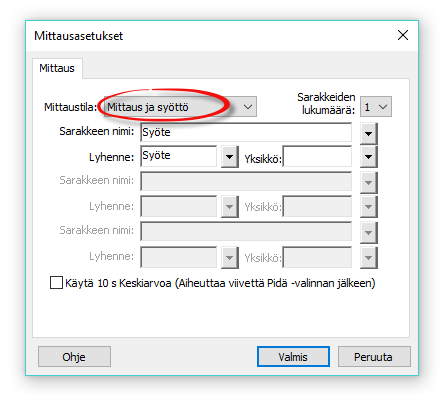 Mittausasetukset
Mittaus
Mittaustila: Mittaus ja syöttö Sarakkeiden lukumäärä: 1
Sarakkeen nimi: Syöte
Lyhenne: Syöte Yksikkö:
Sarakkeen nimi:
Lyhenne: Yksikkö:
Sarakkeen nimi:
Lyhenne: Yksikkö:
Käytä 10 s Keskiarvoa (Aiheuttaa viivettä Pidä -valinnan jälkeen)
Ohje Valmis Peruuta